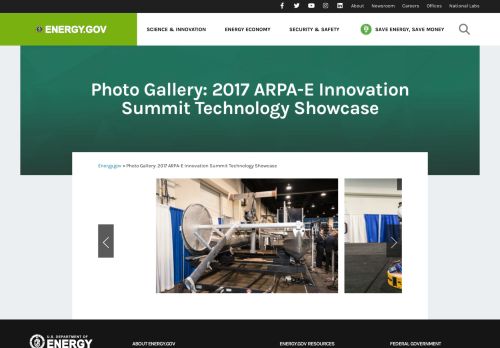 About Newsroom Careers Offices National Labs
ENERGY.GOV SCIENCE & INNOVATION ENERGY ECONOMY SECURITY & SAFETY SAVE ENERGY, SAVE MONEY
Photo Gallery: 2017 ARPA-E Innovation
Summit Technology Showcase
Energy.gov » Photo Gallery: 2017 ARPA-E Innovation Summit Technology Showcase
U.S. DEPARTMENT OF
ENERGY
ABOUT ENERGY.GOV ENERGY.GOV RESOURCES FEDERAL GOVERNMENT